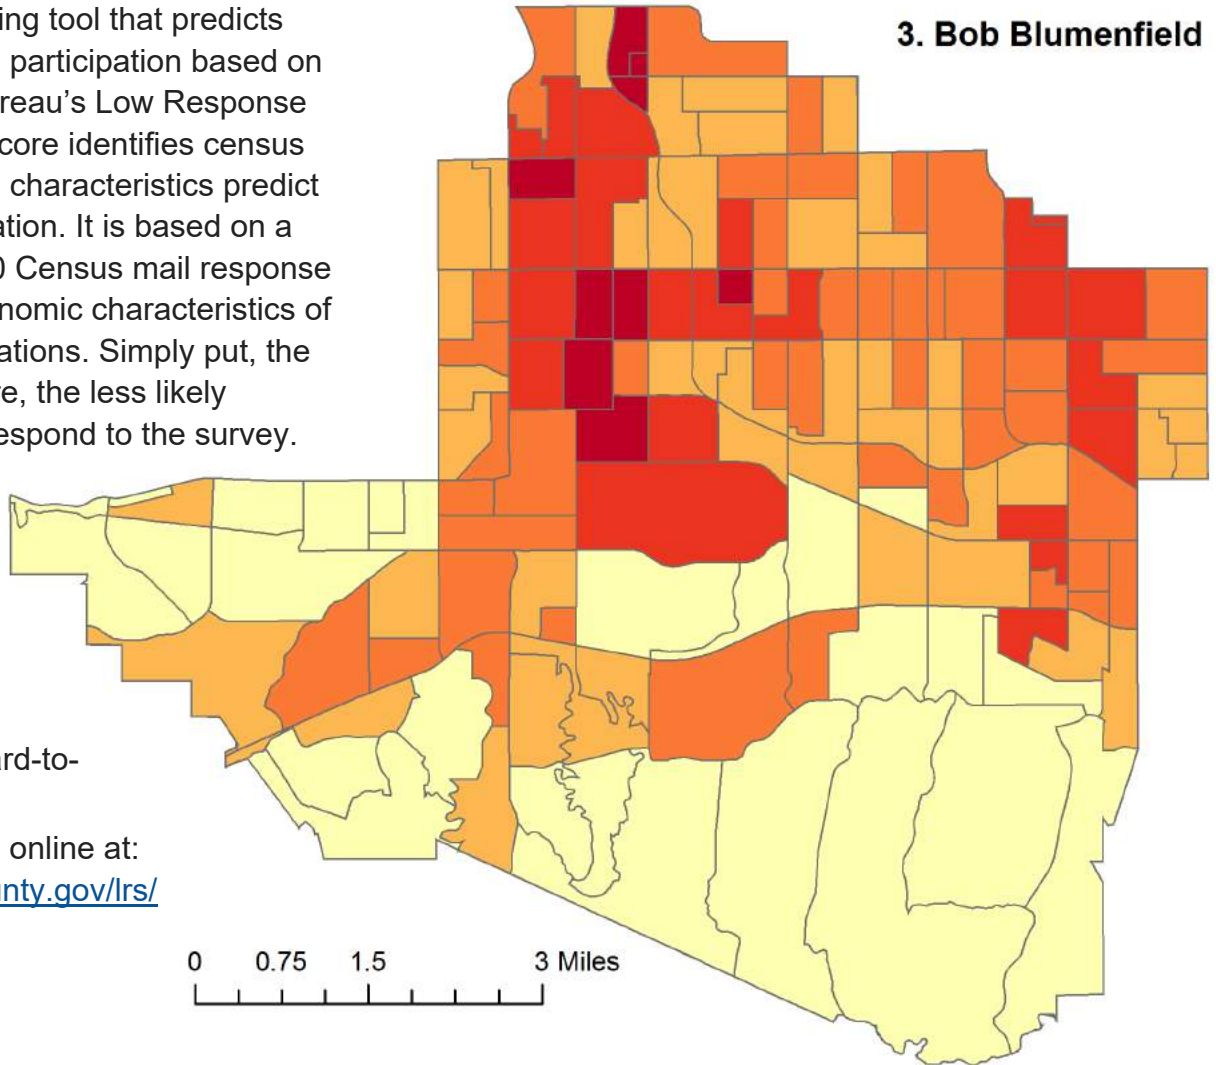 ing tool that predicts
3. Bob Blumenfield
participation based on
reau's Low Response
core identifies census
characteristics predict
ation. It is based on a
0 Census mail response
nomic characteristics of
ations. Simply put, the
re, the less likely
espond to the survey.
ard-to-
online at:
unty.gov/lrs/
0 0.75 1.5 3 Miles